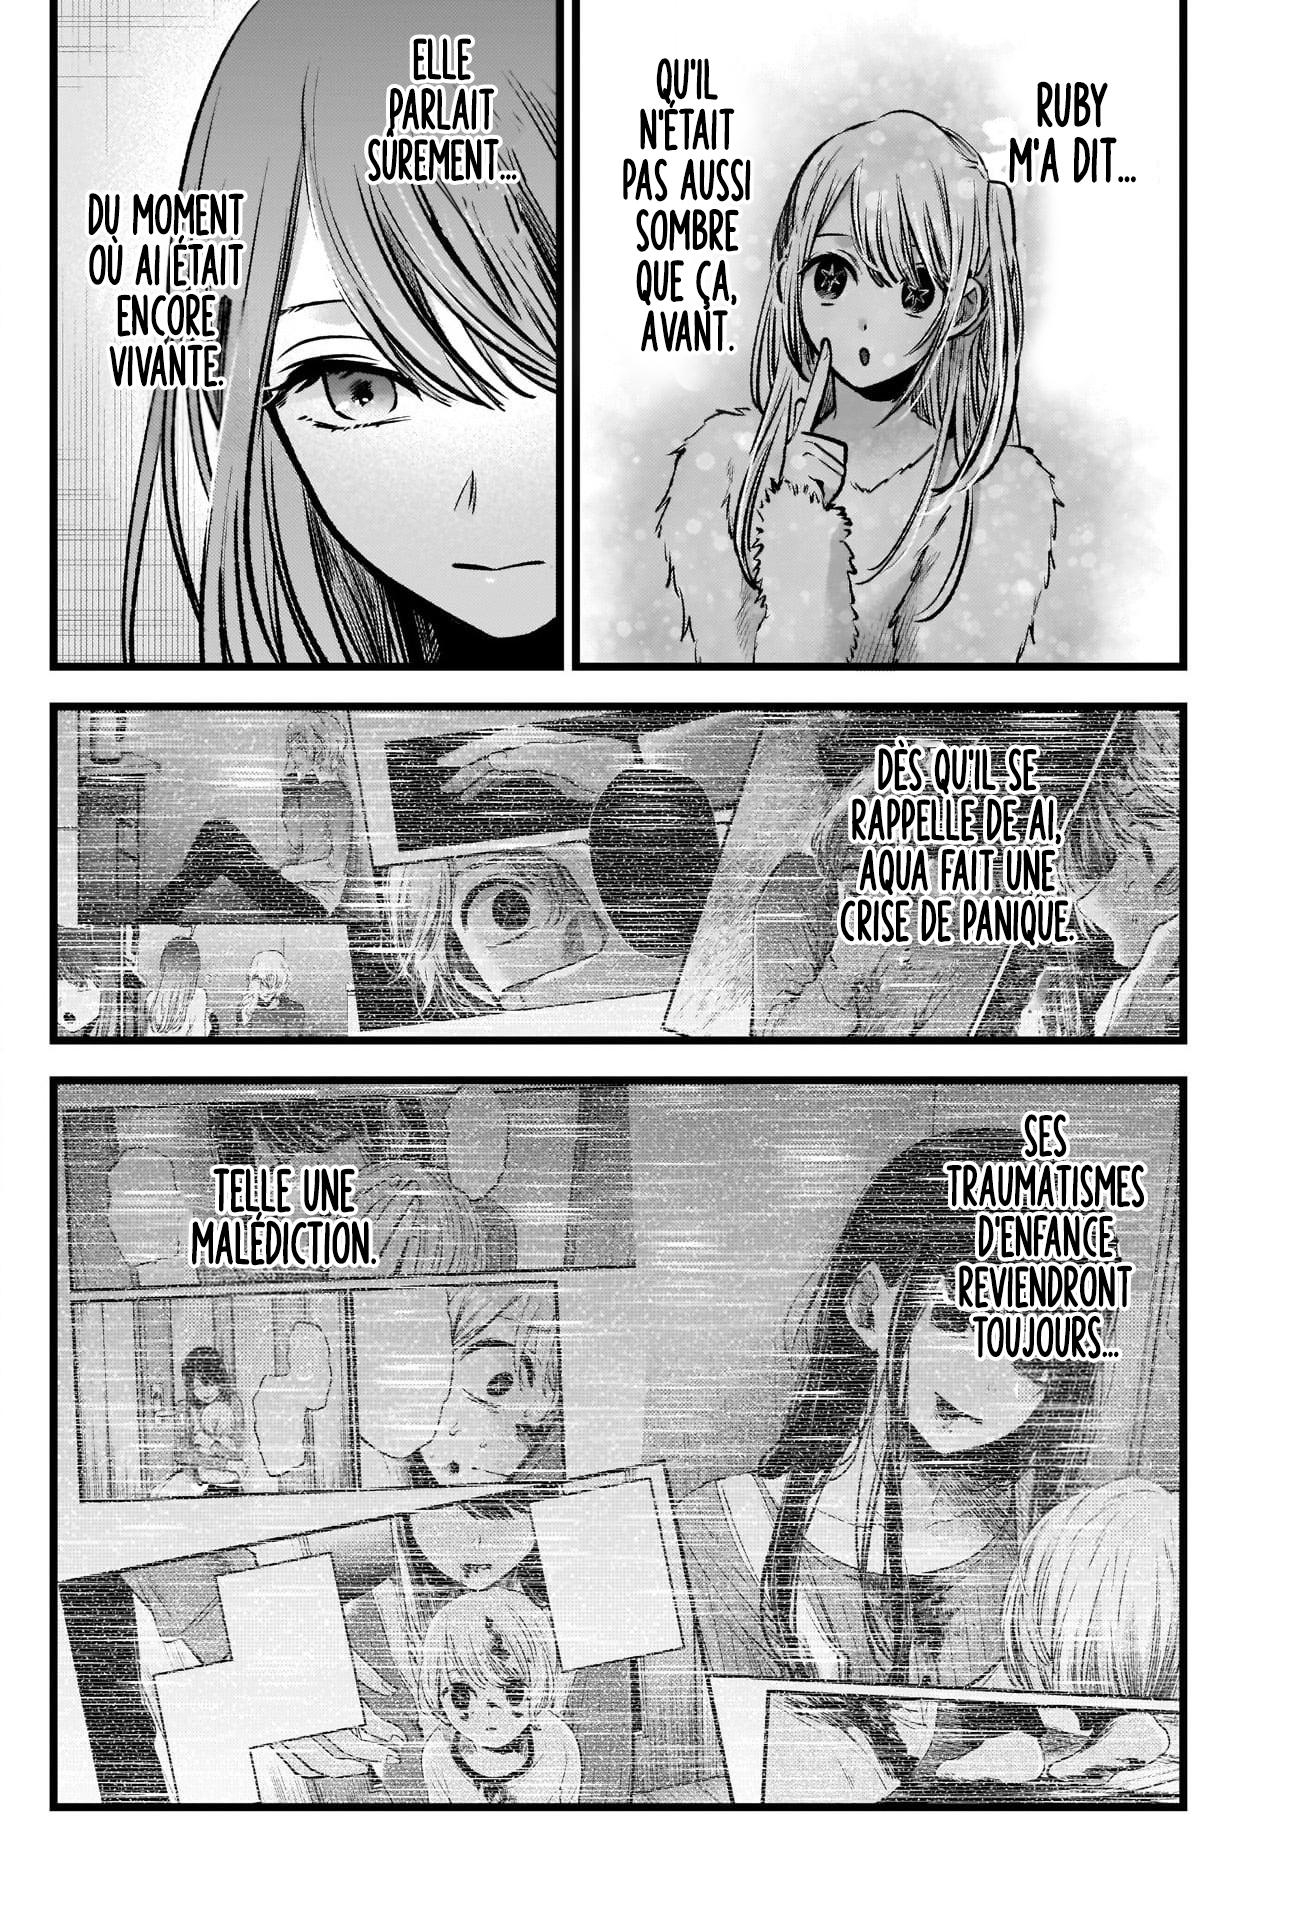 RUBY
M'A DIT...
QU'IL
N'ÉTAIT
PAS AUSSI
SOMBRE
QUE ÇA,
AVANT.
ELLE
PARLAIT
SÛREMENT...
DU MOMENT
OÙ AI ÉTAIT
ENCORE
VIVANTE.
DÈS QU'IL SE
RAPPELLE DE AI,
AQUA FAIT UNE
CRISE DE PANIQUE.
SES
TRAUMATISMES
D'ENFANCE
REVIENDRONT
TOUJOURS...
TELLE UNE
MALÉDICTION.